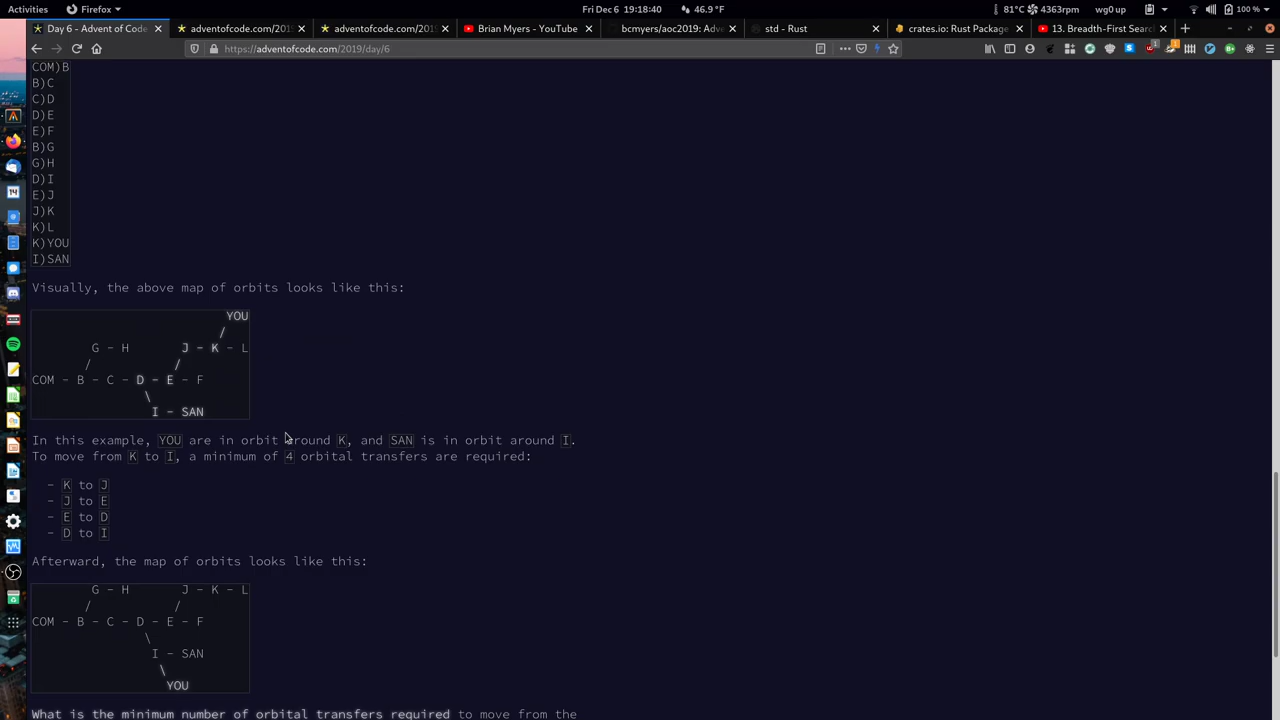 Activities Firefox Fri Dec 6 19:18:40 46.9 °F 81°C 4363rpm wg0 up 100 %
Day 6 - Advent of Code adventofcode.com/2019 adventofcode.com/2019 Brian Myers - YouTube bcmyers/aoc2019: Adve std - Rust crates.io: Rust Package 13. Breadth-First Searc
https://adventofcode.com/2019/day/6
COM)B
B)C
C)D
D)E
E)F
B)G
G)H
D)I
E)J
J)K
K)L
K)YOU
I)SAN
Visually, the above map of orbits looks like this:
YOU
/
G - H J - K - L
/ /
COM - B - C - D - E - F
\
I - SAN
In this example, YOU are in orbit around K, and SAN is in orbit around I.
To move from K to I, a minimum of 4 orbital transfers are required:
- K to J
- J to E
- E to D
- D to I
Afterward, the map of orbits looks like this:
G - H J - K - L
/ /
COM - B - C - D - E - F
\
I - SAN
\
YOU
What is the minimum number of orbital transfers required to move from the